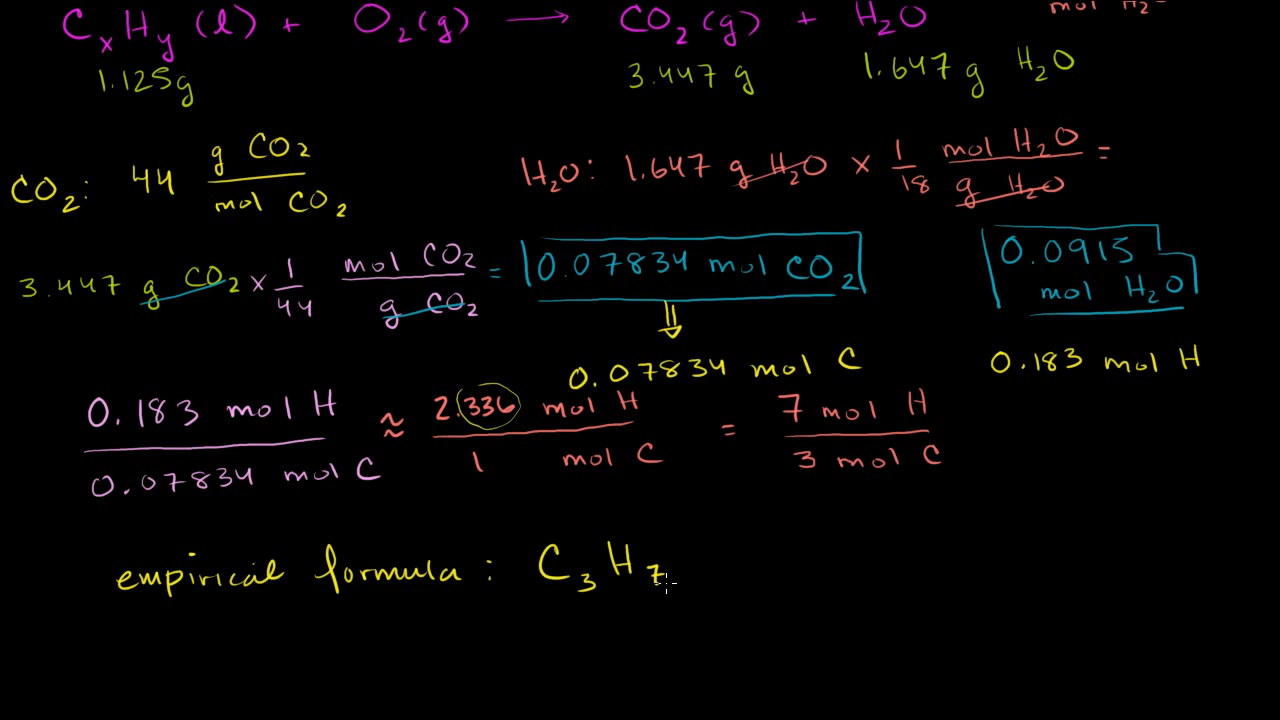 CₓHᵧ(l) + O₂(g) → CO₂(g) + H₂O
mol H₂
1.125g 3.447 g 1.647 g H₂O
CO₂: 44 g CO₂ / mol CO₂
H₂O: 1.647 g H₂O × 1/18 mol H₂O / g H₂O =
3.447 g CO₂ × 1/44 mol CO₂ / g CO₂ = 0.07834 mol CO₂
0.0915
mol H₂O
⇓
0.07834 mol C
0.183 mol H
0.183 mol H / 0.07834 mol C ≈ 2.336 mol H / 1 mol C = 7 mol H / 3 mol C
empirical formula: C₃H₇